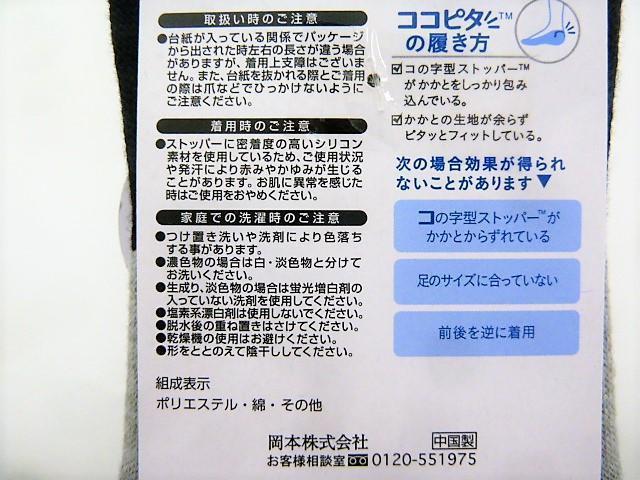 取扱い時のご注意
●台紙が入っている関係でパッケージ
から出された時左右の長さが違う場合
がありますが、着用上支障はございま
せん。また、台紙を抜かれる際とご着用
の際は爪などでひっかけないように
ご注意ください。
着用時のご注意
●ストッパーに密着度の高いシリコン
素材を使用しているため、ご使用状況
や発汗により赤みやかゆみが生じる
ことがあります。お肌に異常を感じた
時はご使用をおやめください。
家庭での洗濯時のご注意
●つけ置き洗いや洗剤により色落ち
する事があります。
●濃色物の場合は白・淡色物と分けて
お洗いください。
●生成り、淡色物の場合は蛍光増白剤の
入っていない洗剤を使用してください。
●塩素系漂白剤は使用しないでください。
●脱水後の重ね置きはさけてください。
●乾燥機の使用はお避けください。
●形をととのえて陰干ししてください。
組成表示
ポリエステル・綿・その他
ココピタ™
の履き方
☑コの字型ストッパー™
がかかとをしっかり包み
込んでいる。
☑かかとの生地が余らず
ピタッとフィットしている。
次の場合効果が得られ
ないことがあります▼
コの字型ストッパー™が
かかとからずれている
足のサイズに合っていない
前後を逆に着用
岡本株式会社 中国製
お客様相談室 0120-551975